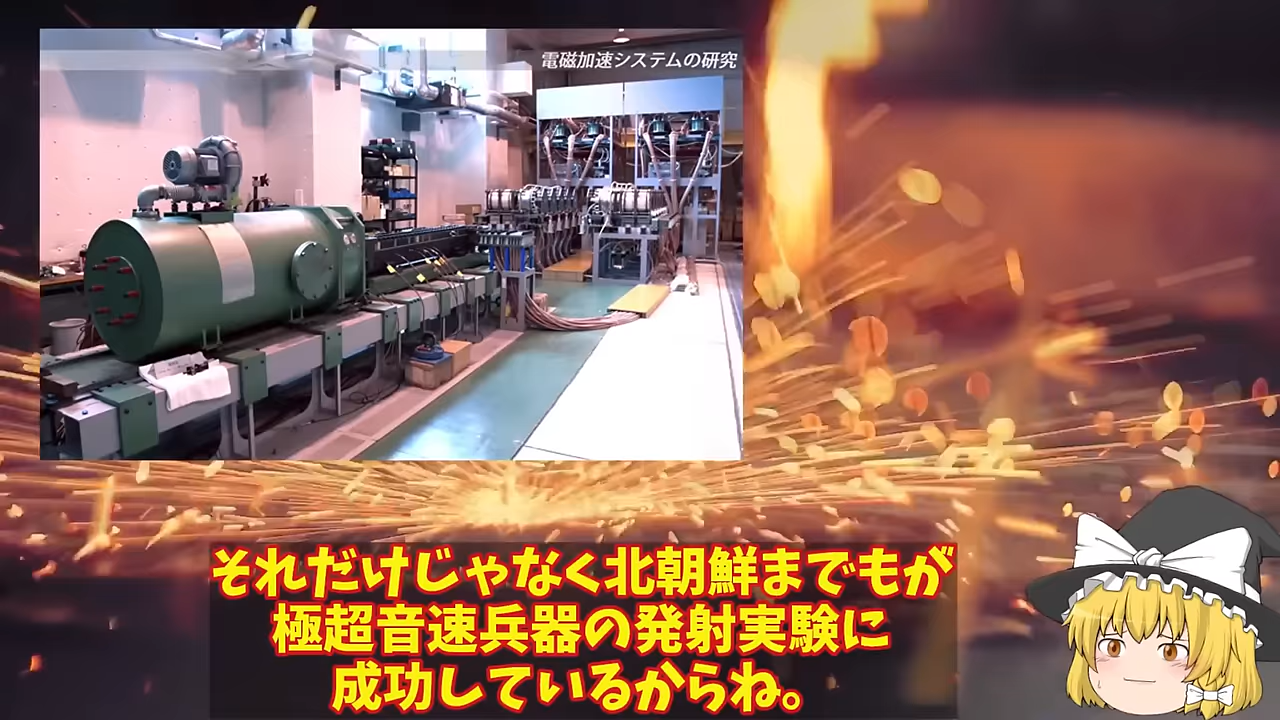 電磁加速システムの研究
それだけじゃなく北朝鮮までもが
極超音速兵器の発射実験に
成功しているからね。